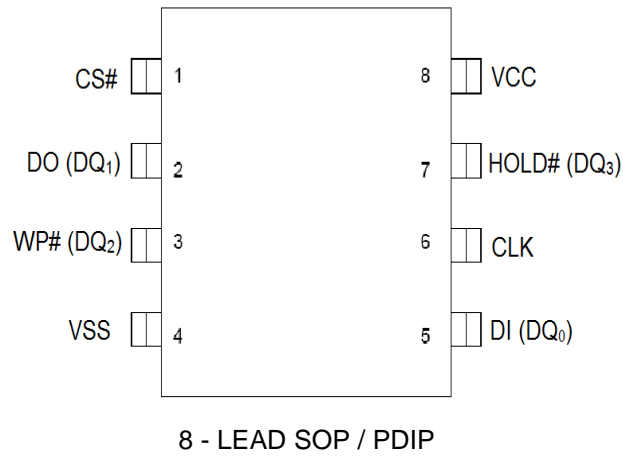 CS# 1 8 VCC
DO (DQ₁) 2 7 HOLD# (DQ₃)
WP# (DQ₂) 3 6 CLK
VSS 4 5 DI (DQ₀)
8 - LEAD SOP / PDIP